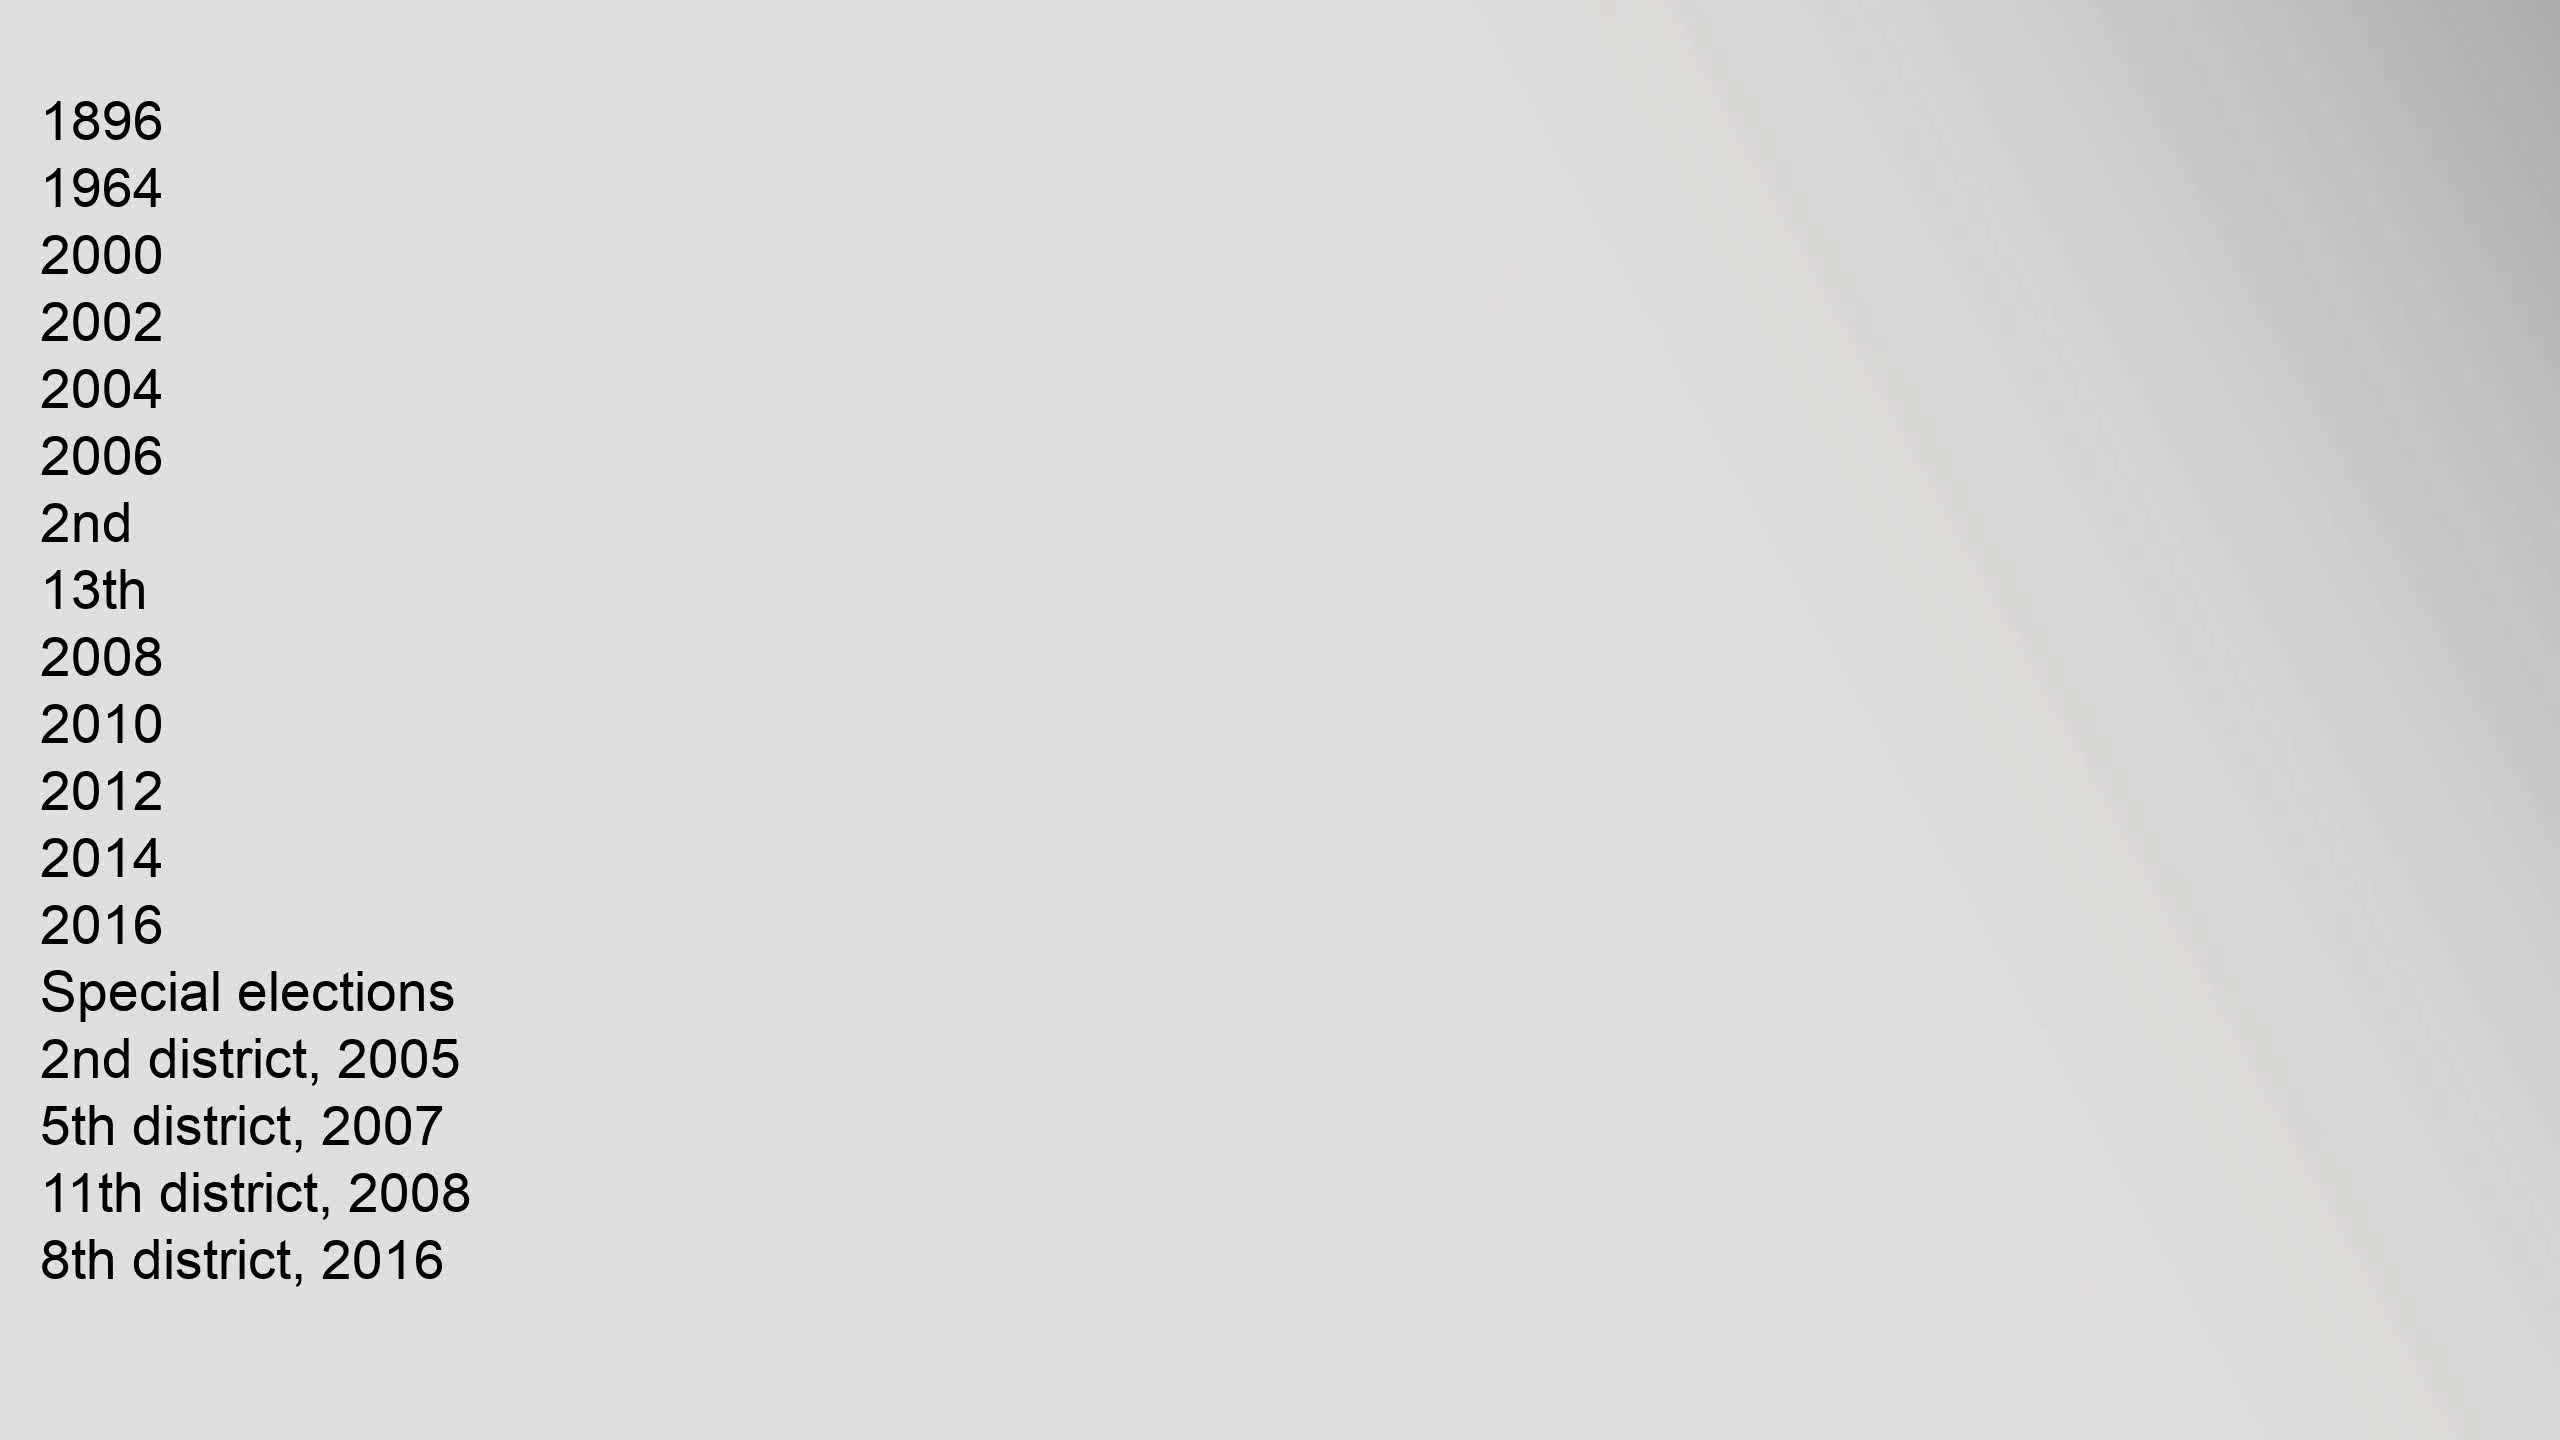 1896
1964
2000
2002
2004
2006
2nd
13th
2008
2010
2012
2014
2016
Special elections
2nd district, 2005
5th district, 2007
11th district, 2008
8th district, 2016